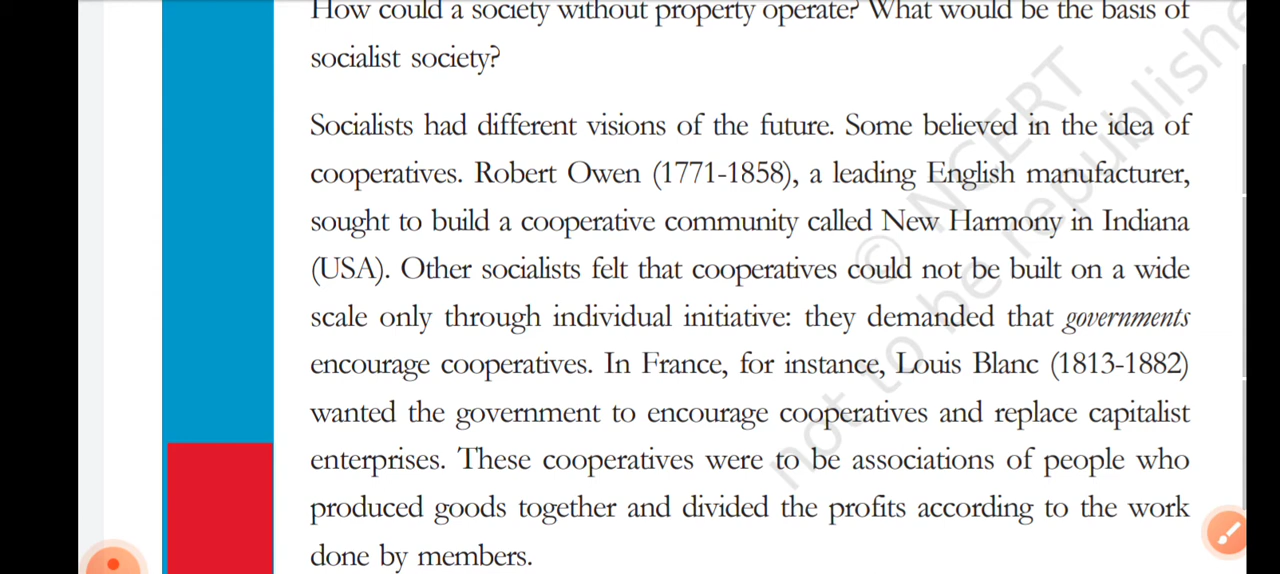 How could a society without property operate? What would be the basis of
socialist society?
Socialists had different visions of the future. Some believed in the idea of
cooperatives. Robert Owen (1771-1858), a leading English manufacturer,
sought to build a cooperative community called New Harmony in Indiana
(USA). Other socialists felt that cooperatives could not be built on a wide
scale only through individual initiative: they demanded that governments
encourage cooperatives. In France, for instance, Louis Blanc (1813-1882)
wanted the government to encourage cooperatives and replace capitalist
enterprises. These cooperatives were to be associations of people who
produced goods together and divided the profits according to the work
done by members.
© NCERT
not to be republishe